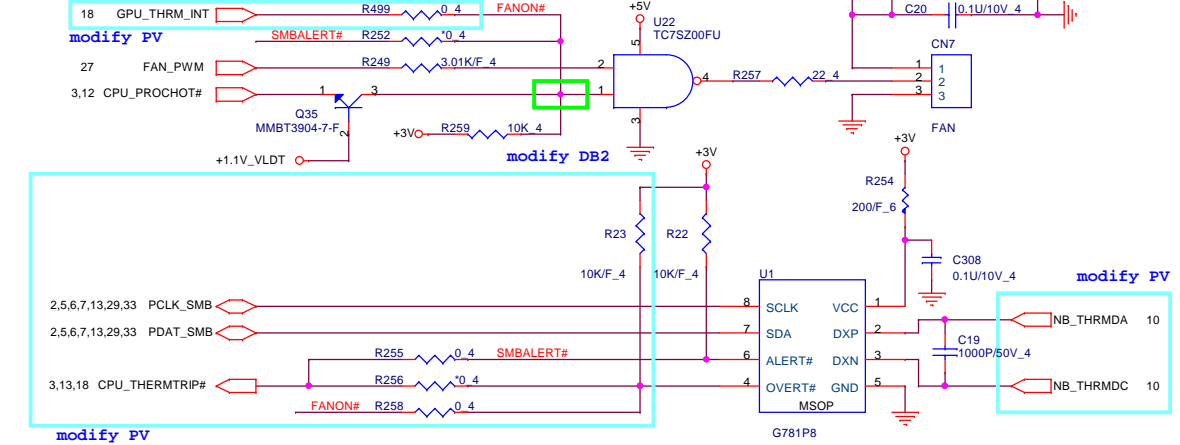 18 GPU_THRM_INT R499 0_4 FANON#
modify PV
SMBALERT# R252 *0_4
27 FAN_PWM R249 3.01K/F_4
3,12 CPU_PROCHOT# 1 3
Q35
MMBT3904-7-F
2
+3V R259 10K_4
+1.1V_VLDT
modify DB2
+5V
U22
TC7SZ00FU
5
2
1
4
3
R257 22_4
C20 0.1U/10V_4
CN7
1 1
2 2
3 3
FAN
+3V
R254
200/F_6
C308
0.1U/10V_4
+3V
R23 R22
10K/F_4 10K/F_4
U1
2,5,6,7,13,29,33 PCLK_SMB 8 SCLK VCC 1
2,5,6,7,13,29,33 PDAT_SMB 7 SDA DXP 2
R255 0_4 SMBALERT# 6 ALERT# DXN 3
3,13,18 CPU_THERMTRIP# R256 *0_4 4 OVERT# GND 5
FANON# R258 0_4
MSOP
G781P8
modify PV
modify PV
NB_THRMDA 10
C19
1000P/50V_4
NB_THRMDC 10